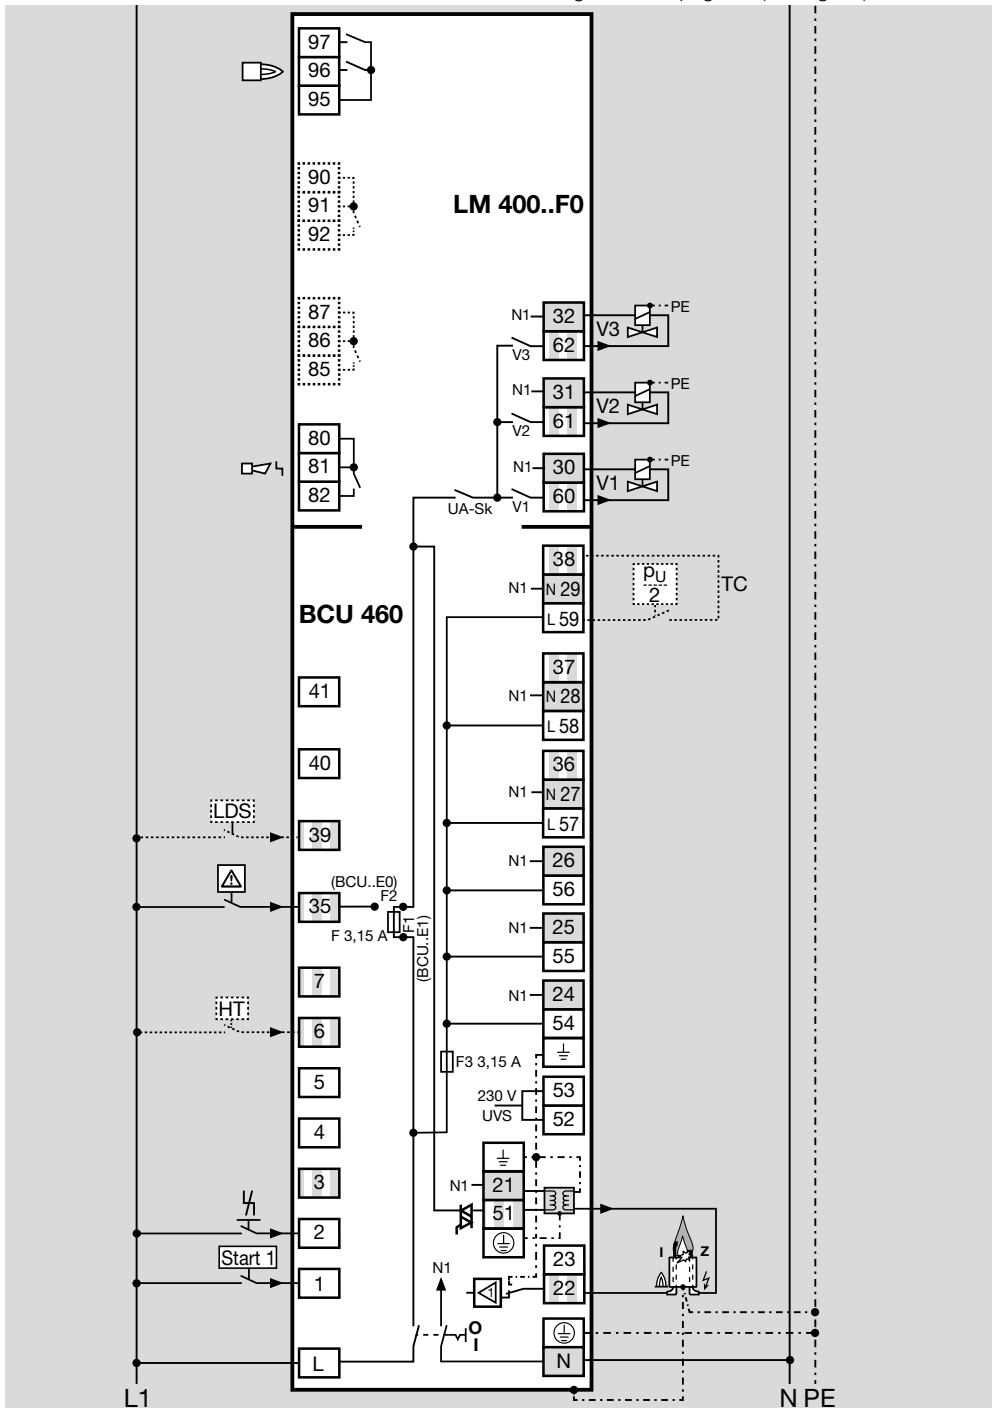 97
96
95
90
91
92
LM 400..F0
87
86
85
N1
32
PE
V3
62
V3
N1
31
PE
V2
61
V2
80
81
82
N1
30
PE
V1
60
V1
UA-Sk
38
N1
N 29
L 59
pU
2
TC
BCU 460
37
N1
N 28
L 58
41
36
N1
N 27
L 57
40
LDS
39
N1
26
56
(BCU..E0)
F2
35
F 3,15 A
F1
(BCU..E1)
N1
25
55
7
N1
24
54
HT
6
F3 3,15 A
5
230 V
UVS
53
52
4
3
N1
21
51
2
Start 1
1
N1
1
23
22
I
Z
O
I
L
N
L1
N PE